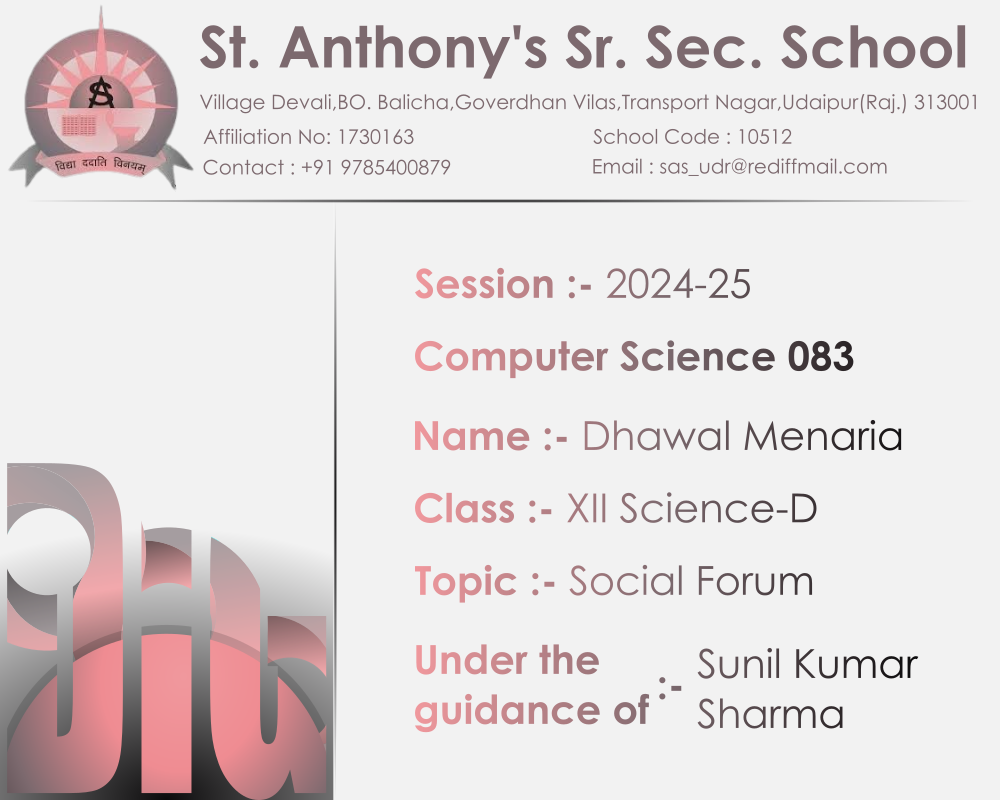 St. Anthony's Sr. Sec. School
Village Devali,BO. Balicha,Goverdhan Vilas,Transport Nagar,Udaipur(Raj.) 313001
Affiliation No: 1730163 School Code : 10512
Contact : +91 9785400879 Email : sas_udr@rediffmail.com
विद्या ददाति विनयम्
Session :- 2024-25
Computer Science 083
Name :- Dhawal Menaria
Class :- XII Science-D
Topic :- Social Forum
Under the guidance of :- Sunil Kumar Sharma